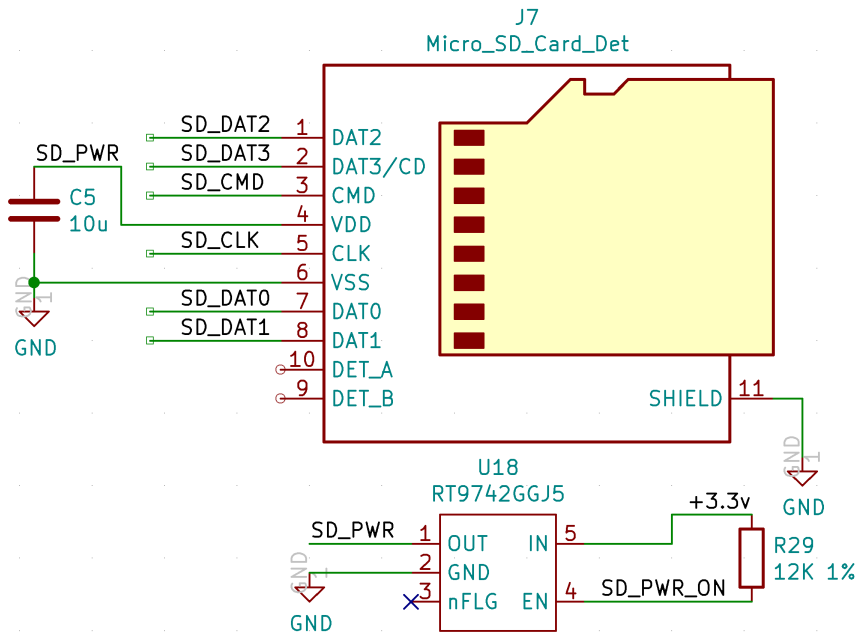 J7
Micro_SD_Card_Det
SD_DAT2 1 DAT2
SD_DAT3 2 DAT3/CD
SD_PWR
SD_CMD 3 CMD
C5
10u
4 VDD
SD_CLK 5 CLK
6 VSS
GND 1
GND
SD_DAT0 7 DAT0
SD_DAT1 8 DAT1
10 DET_A
9 DET_B
SHIELD 11
GND 1
GND
U18
RT9742GGJ5
+3.3v
SD_PWR 1 OUT IN 5
2 GND
GND 1
GND
3 nFLG EN 4 SD_PWR_ON
R29
12K 1%